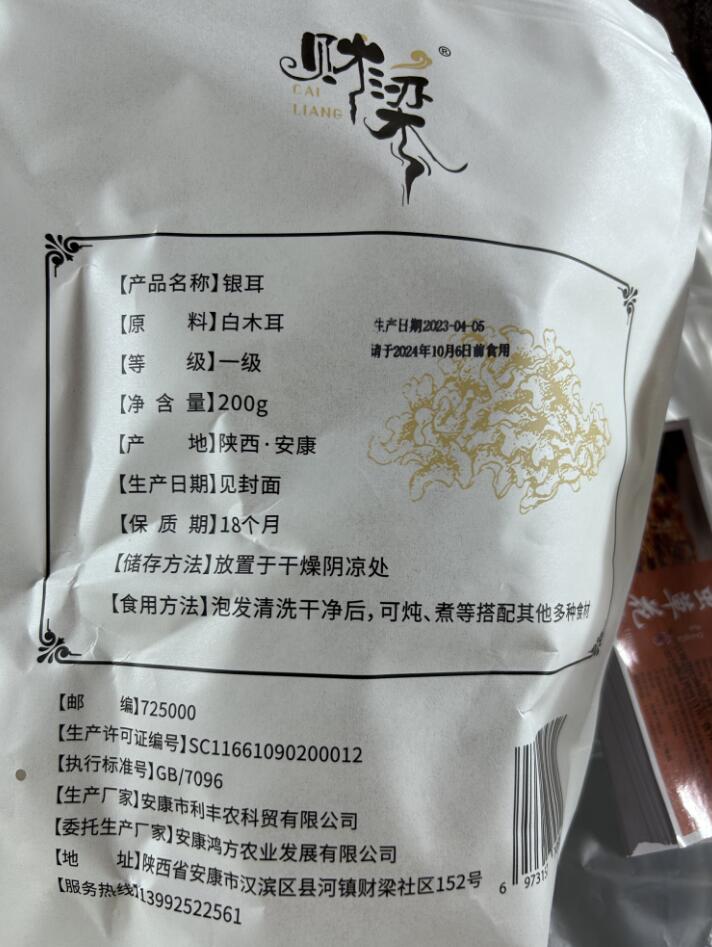 财梁®
CAI
LIANG
【产品名称】银耳
【原 料】白木耳
【等 级】一级
【净 含 量】200g
【产 地】陕西·安康
【生产日期】见封面
【保 质 期】18个月
【储存方法】放置于干燥阴凉处
【食用方法】泡发清洗干净后，可炖、煮等搭配其他多种食材
生产日期2023-04-05
请于2024年10月6日前食用
【邮 编】725000
【生产许可证编号】SC11661090200012
【执行标准号】GB/7096
【生产厂家】安康市利丰农科贸有限公司
【委托生产厂家】安康鸿方农业发展有限公司
【地 址】陕西省安康市汉滨区县河镇财梁社区152号
【服务热线】13992522561
虫草花